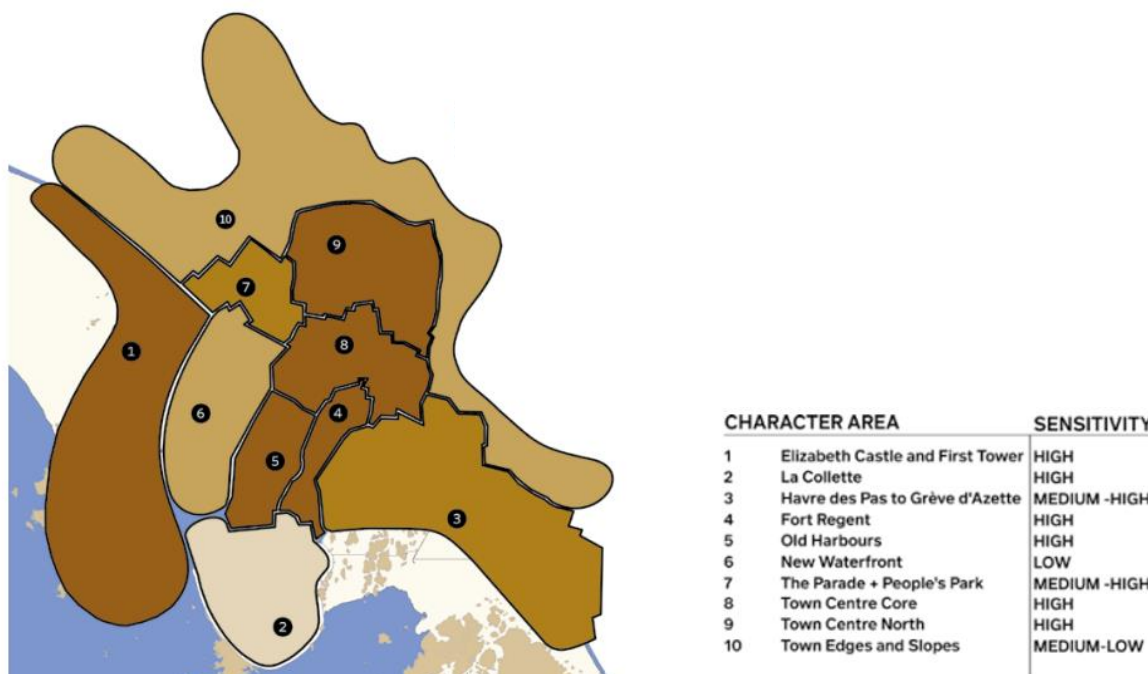 10
9
7
8
1
6
4
5
3
2
CHARACTER AREA SENSITIVITY
1 Elizabeth Castle and First Tower HIGH
2 La Collette HIGH
3 Havre des Pas to Grève d'Azette MEDIUM -HIGH
4 Fort Regent HIGH
5 Old Harbours HIGH
6 New Waterfront LOW
7 The Parade + People's Park MEDIUM -HIGH
8 Town Centre Core HIGH
9 Town Centre North HIGH
10 Town Edges and Slopes MEDIUM-LOW